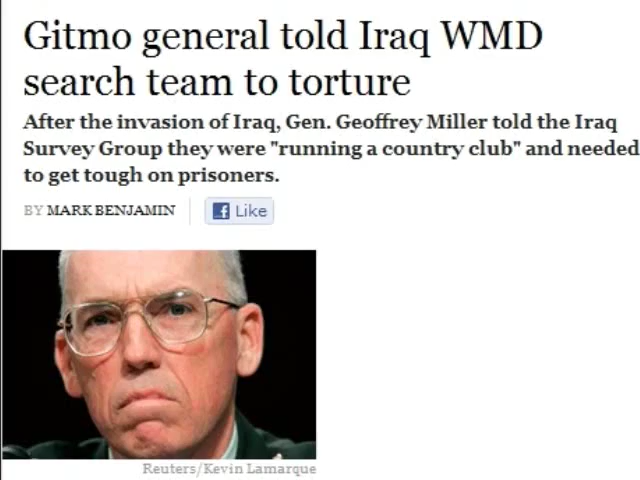 Gitmo general told Iraq WMD
search team to torture
After the invasion of Iraq, Gen. Geoffrey Miller told the Iraq
Survey Group they were "running a country club" and needed
to get tough on prisoners.
BY MARK BENJAMIN
f Like
Reuters/Kevin Lamarque